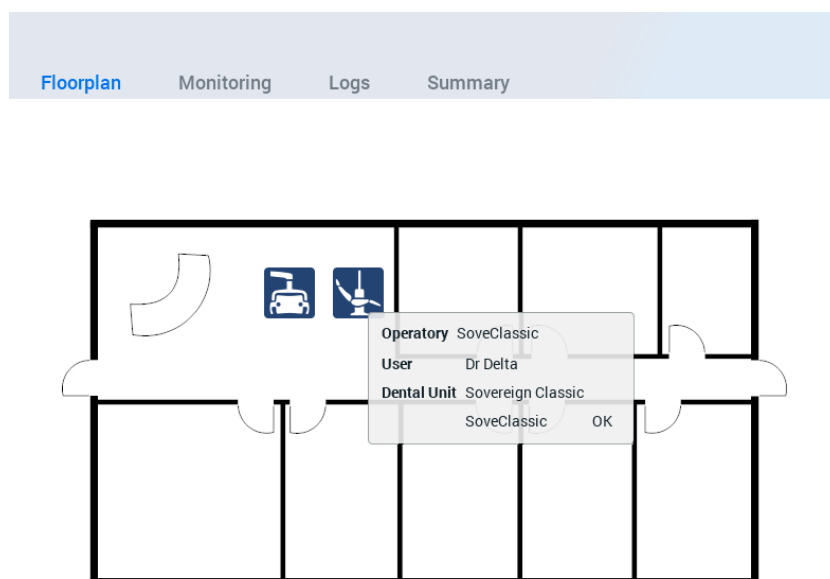 Floorplan Monitoring Logs Summary
Operatory SoveClassic
User Dr Delta
Dental Unit Sovereign Classic
SoveClassic OK